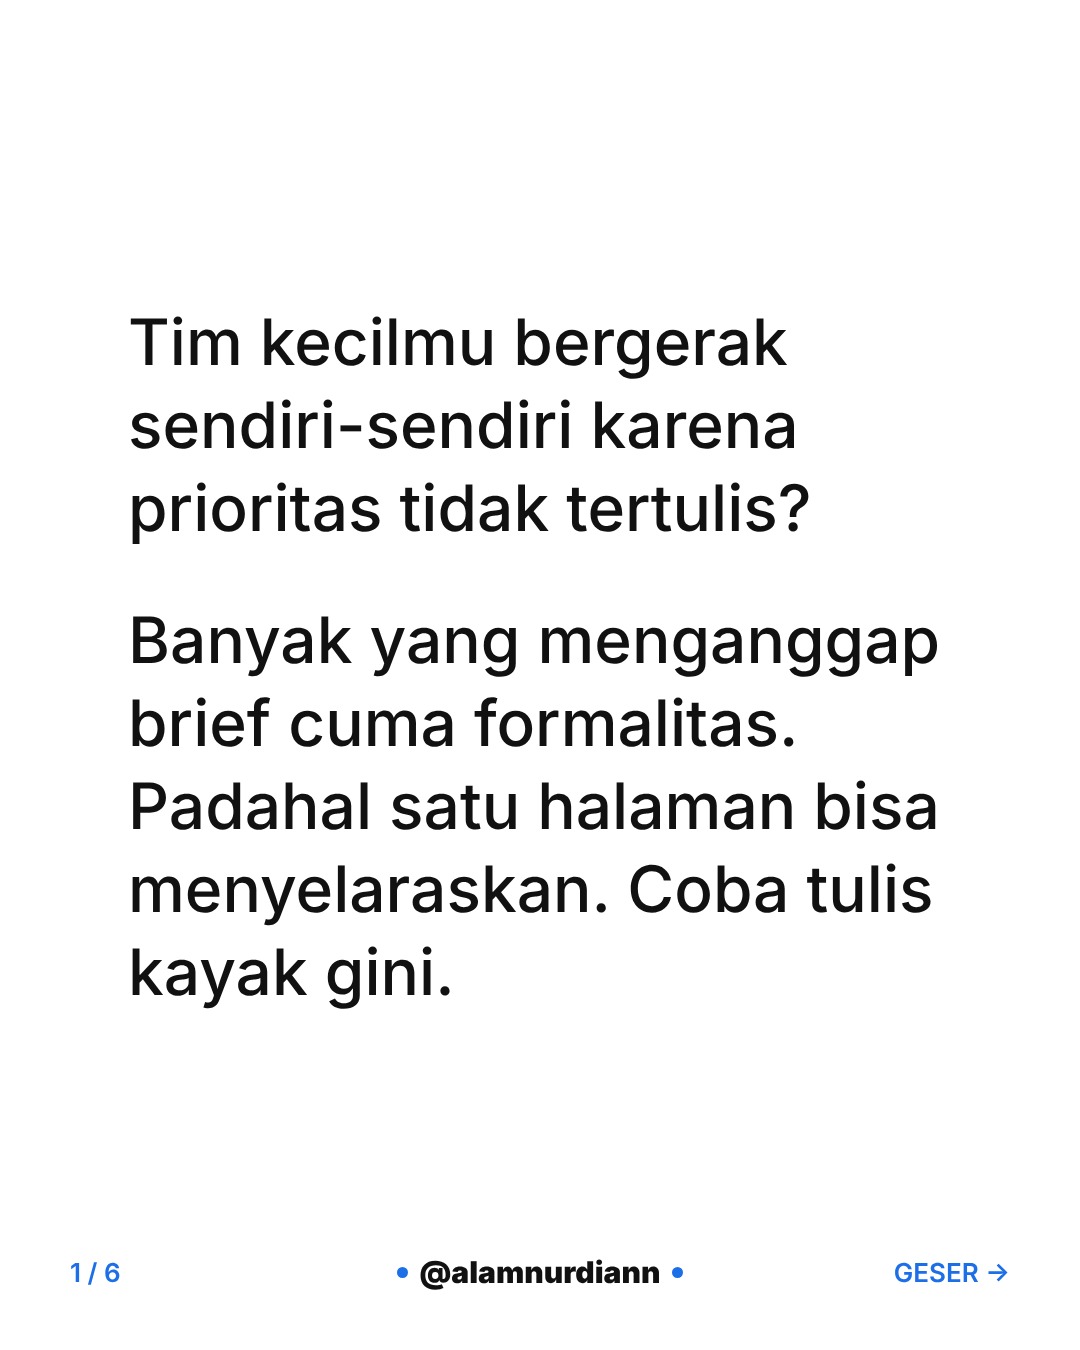 Tim kecilmu bergerak
sendiri-sendiri karena
prioritas tidak tertulis?
Banyak yang menganggap
brief cuma formalitas.
Padahal satu halaman bisa
menyelaraskan. Coba tulis
kayak gini.
1 / 6
• @alamnurdiann •
GESER →